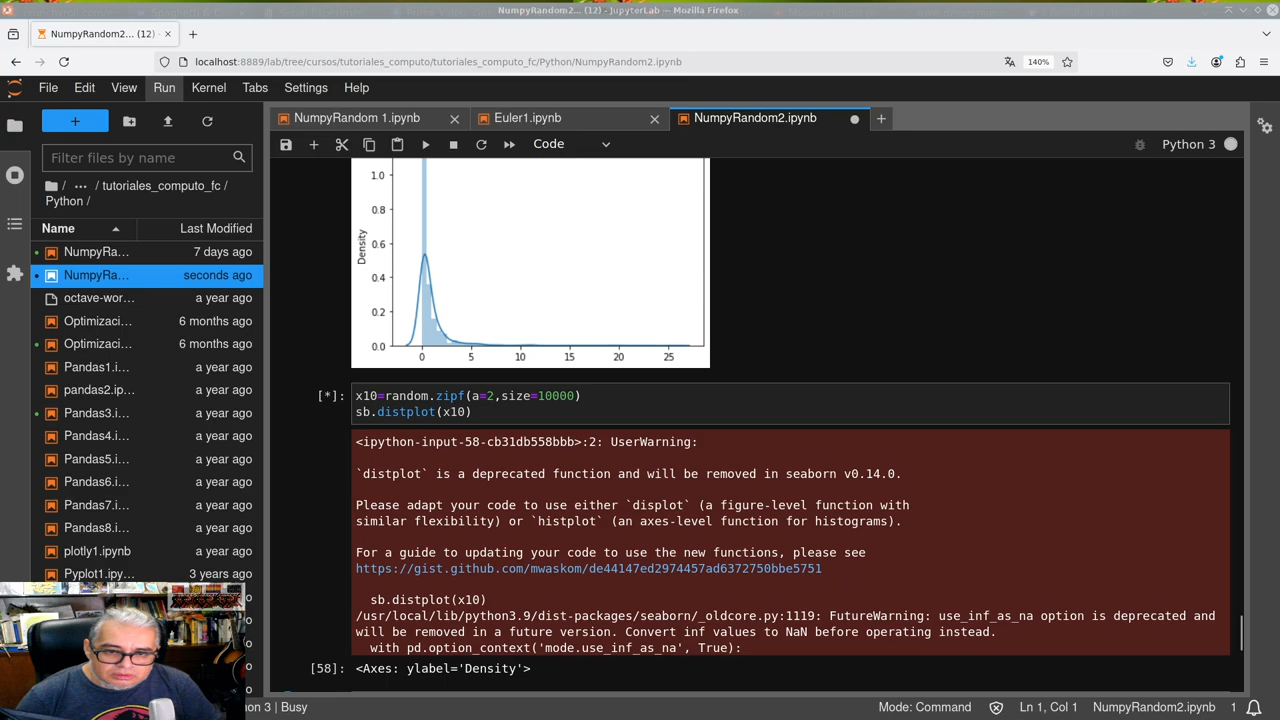 NumpyRandom2... (12) - JupyterLab — Mozilla Firefox
NumpyRandom2... (12)
localhost:8889/lab/tree/cursos/tutoriales_computo/tutoriales_computo_fc/Python/NumpyRandom2.ipynb
140%
File Edit View Run Kernel Tabs Settings Help
NumpyRandom 1.ipynb
Euler1.ipynb
NumpyRandom2.ipynb
Code
Python 3
Filter files by name
/ ... / tutoriales_computo_fc /
Python /
Name Last Modified
NumpyRa... 7 days ago
NumpyRa... seconds ago
octave-wor... a year ago
Optimizaci... 6 months ago
Optimizaci... 6 months ago
Pandas1.i... a year ago
pandas2.ip... a year ago
Pandas3.i... a year ago
Pandas4.i... a year ago
Pandas5.i... a year ago
Pandas6.i... a year ago
Pandas7.i... a year ago
Pandas8.i... a year ago
plotly1.ipynb a year ago
Pyplot1.ipy... 3 years ago
1.0
0.8
0.6
0.4
0.2
0.0
Density
0 5 10 15 20 25
[*]: x10=random.zipf(a=2,size=10000)
sb.distplot(x10)
<ipython-input-58-cb31db558bbb>:2: UserWarning:
`distplot` is a deprecated function and will be removed in seaborn v0.14.0.
Please adapt your code to use either `displot` (a figure-level function with
similar flexibility) or `histplot` (an axes-level function for histograms).
For a guide to updating your code to use the new functions, please see
https://gist.github.com/mwaskom/de44147ed2974457ad6372750bbe5751
sb.distplot(x10)
/usr/local/lib/python3.9/dist-packages/seaborn/_oldcore.py:1119: FutureWarning: use_inf_as_na option is deprecated and
will be removed in a future version. Convert inf values to NaN before operating instead.
with pd.option_context('mode.use_inf_as_na', True):
[58]: <Axes: ylabel='Density'>
on 3 | Busy
Mode: Command
Ln 1, Col 1
NumpyRandom2.ipynb
1